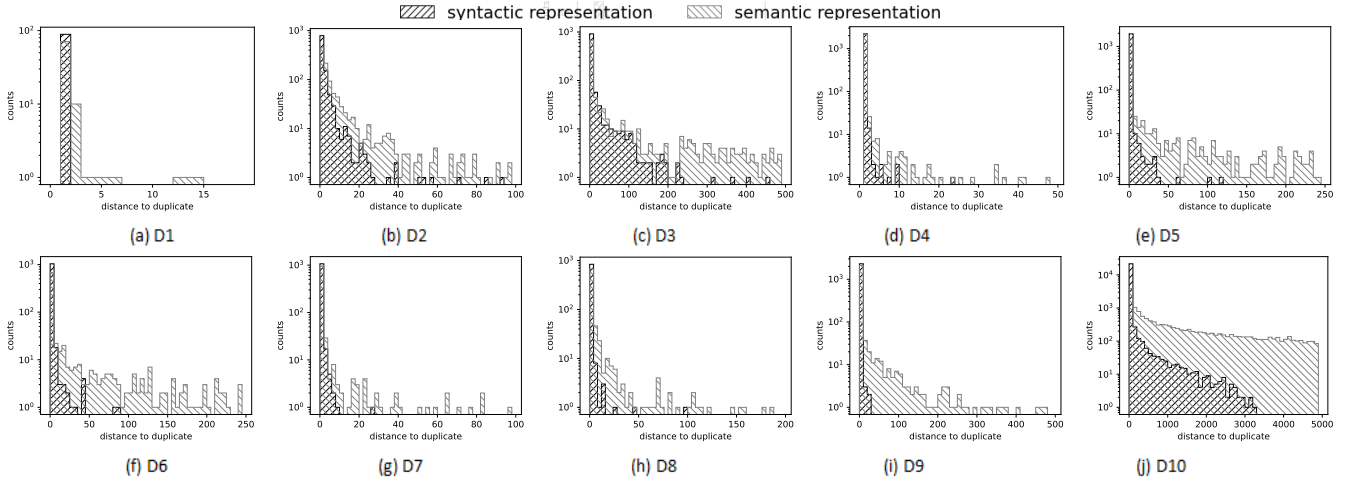 syntactic representation semantic representation
counts
10² 10¹ 10⁰
0 5 10 15
distance to duplicate
(a) D1
counts
10³ 10² 10¹ 10⁰
0 20 40 60 80 100
distance to duplicate
(b) D2
counts
10³ 10² 10¹ 10⁰
0 100 200 300 400 500
distance to duplicate
(c) D3
counts
10³ 10² 10¹ 10⁰
0 10 20 30 40 50
distance to duplicate
(d) D4
counts
10³ 10² 10¹ 10⁰
0 50 100 150 200 250
distance to duplicate
(e) D5
counts
10³ 10² 10¹ 10⁰
0 50 100 150 200 250
distance to duplicate
(f) D6
counts
10³ 10² 10¹ 10⁰
0 20 40 60 80 100
distance to duplicate
(g) D7
counts
10³ 10² 10¹ 10⁰
0 50 100 150 200
distance to duplicate
(h) D8
counts
10³ 10² 10¹ 10⁰
0 100 200 300 400 500
distance to duplicate
(i) D9
counts
10⁴ 10³ 10² 10¹ 10⁰
0 1000 2000 3000 4000 5000
distance to duplicate
(j) D10